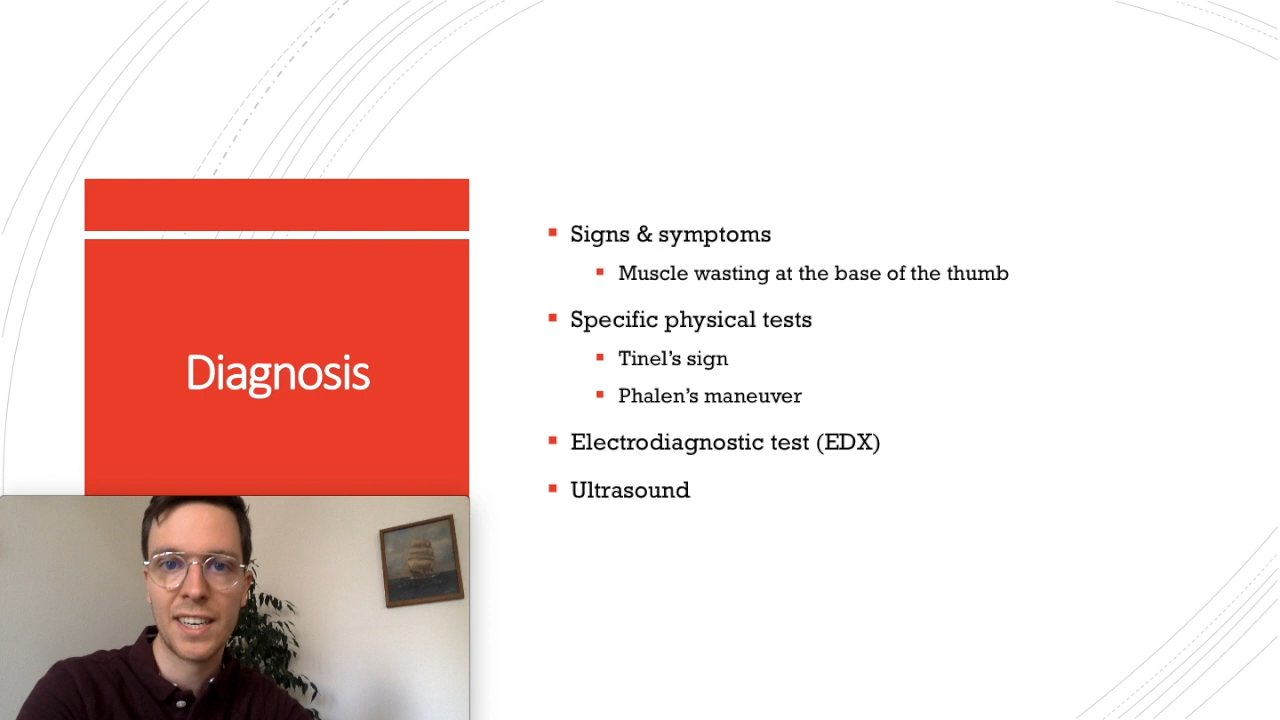 Diagnosis
Signs & symptoms
Muscle wasting at the base of the thumb
Specific physical tests
Tinel’s sign
Phalen’s maneuver
Electrodiagnostic test (EDX)
Ultrasound